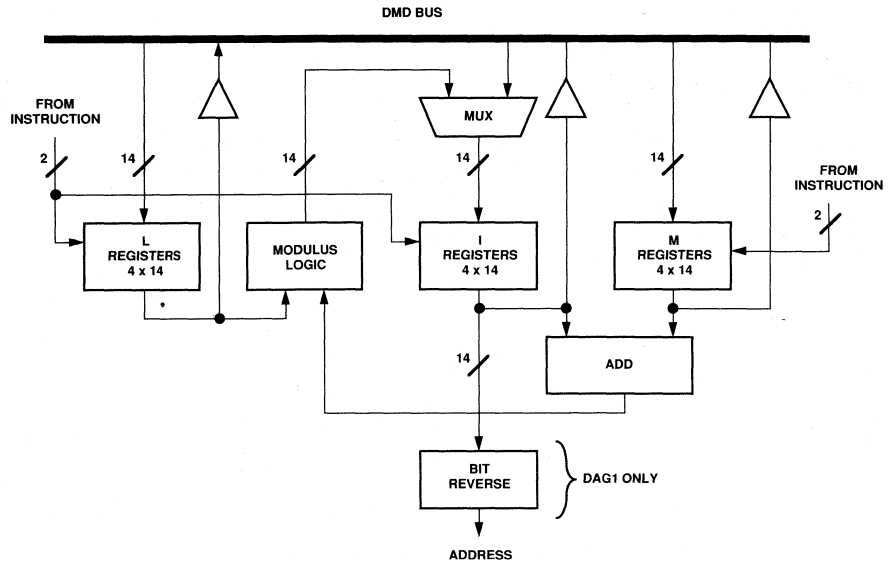 DMD BUS
FROM
INSTRUCTION
2
14
14
MUX
14
14
FROM
INSTRUCTION
2
L
REGISTERS
4 x 14
MODULUS
LOGIC
I
REGISTERS
4 x 14
M
REGISTERS
4 x 14
14
ADD
BIT
REVERSE
DAG1 ONLY
ADDRESS